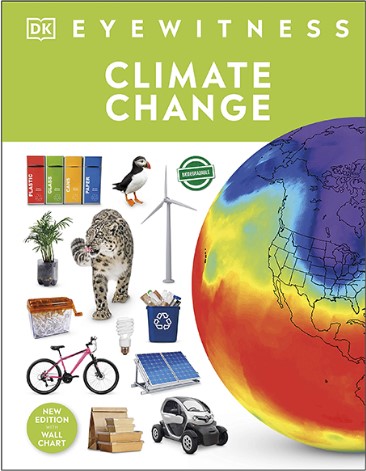 DK EYEWITNESS
CLIMATE
CHANGE
PLASTIC
GLASS
CANS
PAPER
BIODEGRADABLE
NEW
EDITION
WITH
WALL
CHART